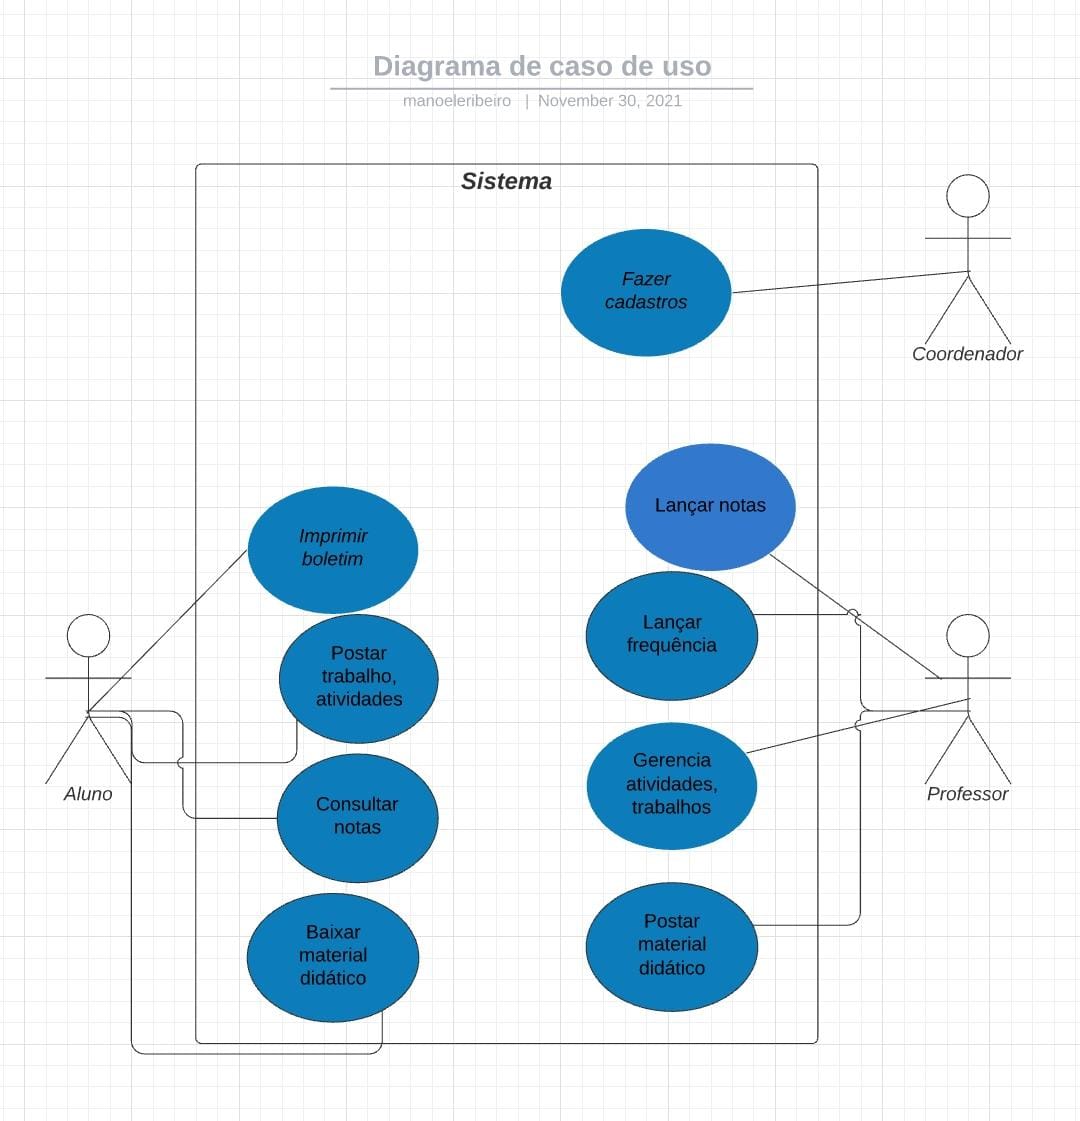 Diagrama de caso de uso
manoeleribeiro | November 30, 2021
Sistema
Fazer
cadastros
Coordenador
Lançar notas
Imprimir
boletim
Lançar
frequência
Postar
trabalho,
atividades
Gerencia
atividades,
trabalhos
Aluno
Professor
Consultar
notas
Baixar
material
didático
Postar
material
didático